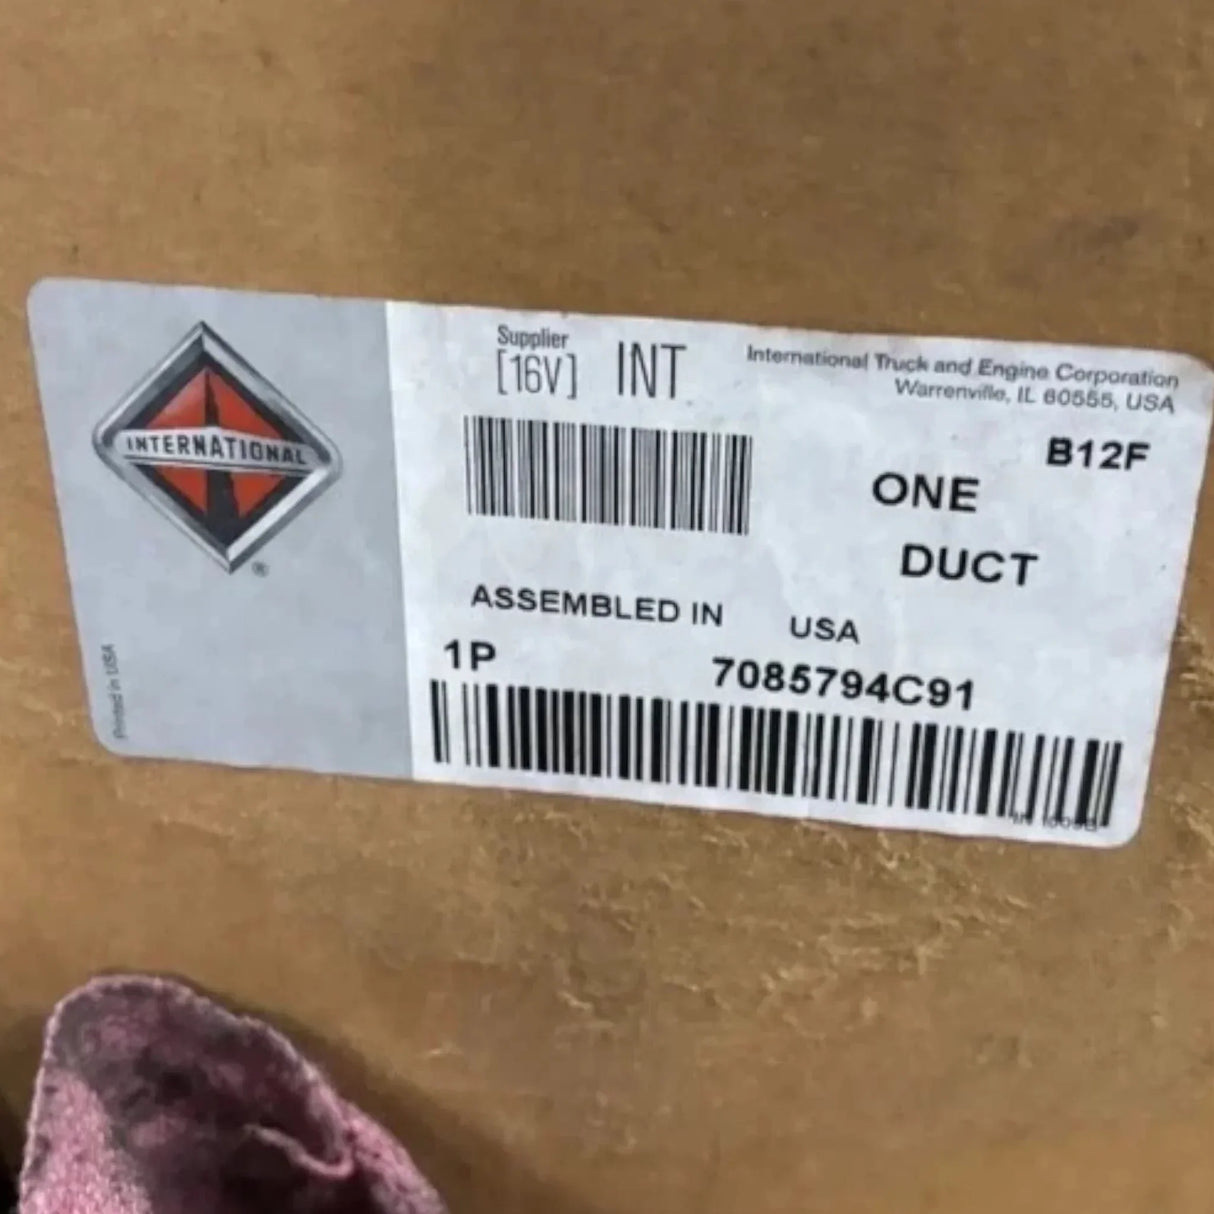 INTERNATIONAL
®
Printed in USA
Supplier
[16V] INT
International Truck and Engine Corporation
Warrenville, IL 60555, USA
B12F
ONE
DUCT
ASSEMBLED IN USA
1P 7085794C91